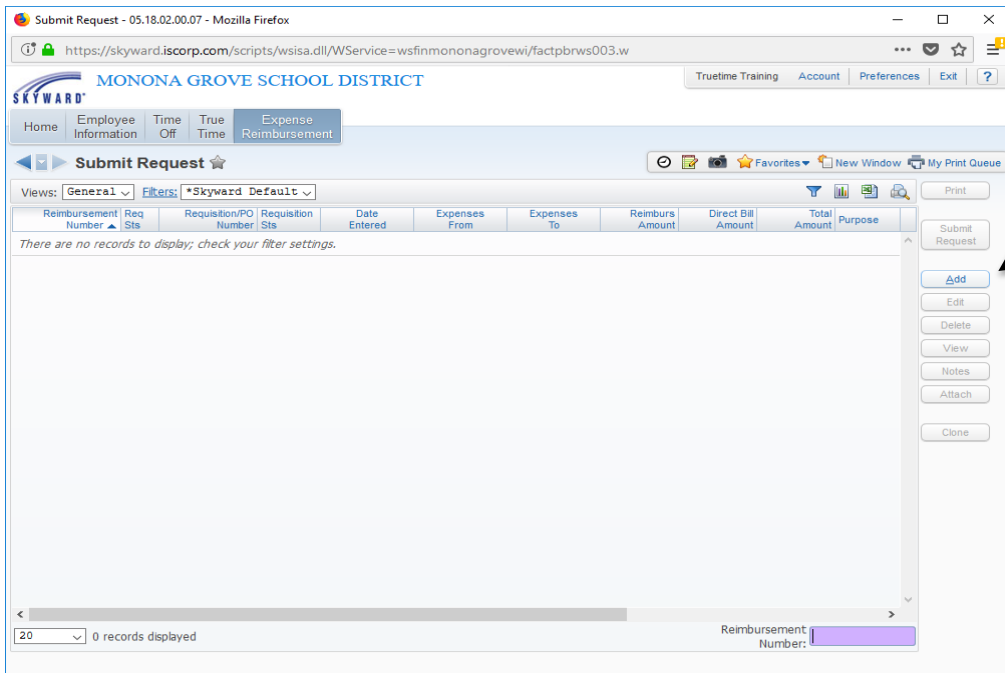 Submit Request - 05.18.02.00.07 - Mozilla Firefox
https://skyward.iscorp.com/scripts/wsisa.dll/WService=wsfinmononagrovewi/factpbrws003.w
SKYWARD
MONONA GROVE SCHOOL DISTRICT
Truetime Training Account Preferences Exit ?
Home Employee Information Time Off True Time Expense Reimbursement
Submit Request
Favorites New Window My Print Queue
Views: General Filters: *Skyward Default
Print
Reimbursement Req Requisition/PO Requisition Date Expenses Expenses Reimburs Direct Bill Total Purpose
Number Sts Number Sts Entered From To Amount Amount Amount
There are no records to display; check your filter settings.
Submit
Request
Add
Edit
Delete
View
Notes
Attach
Clone
20 0 records displayed
Reimbursement
Number: